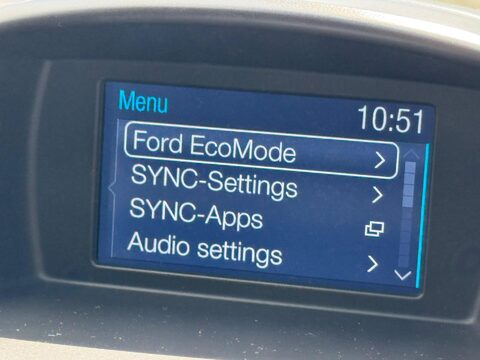 Menu
10:51
Ford EcoMode
SYNC-Settings
SYNC-Apps
Audio settings